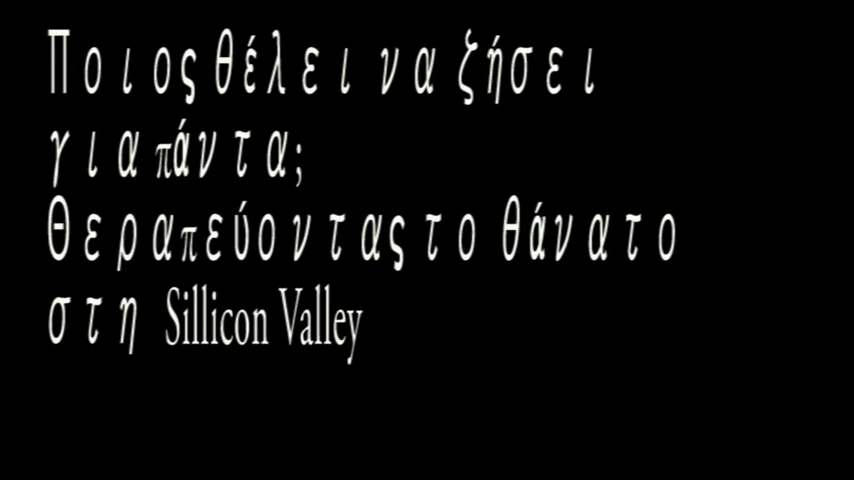 Ποιος θέλει να ζήσει
για πάντα;
Θεραπεύοντας το θάνατο
στη Sillicon Valley